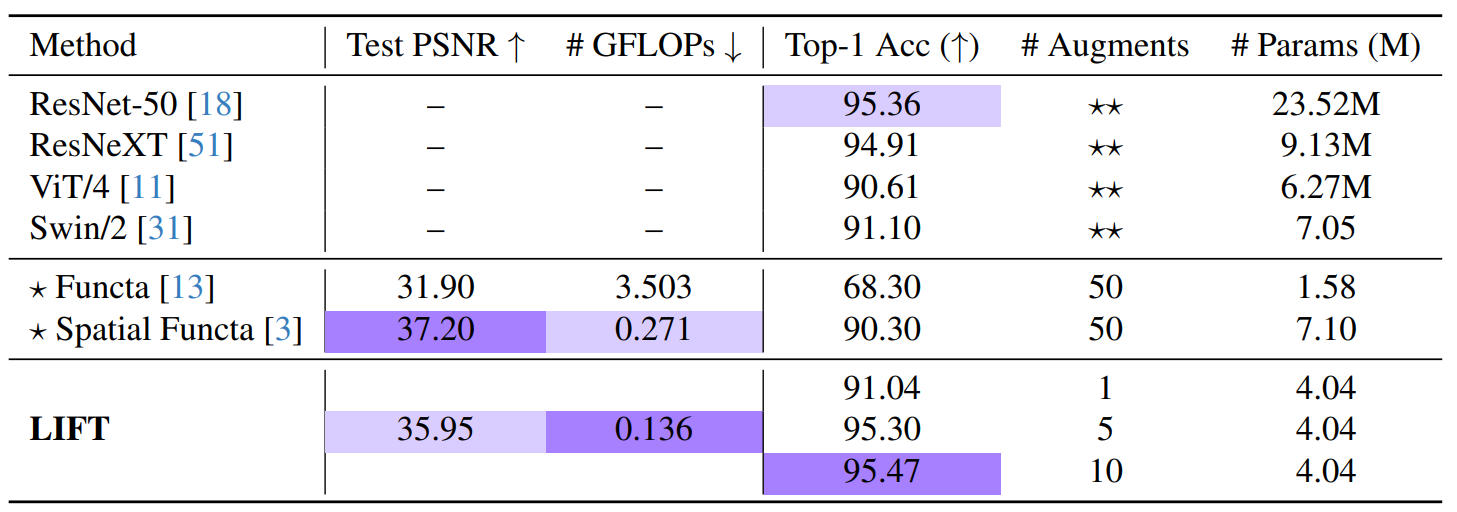 Method Test PSNR ↑ # GFLOPs ↓ Top-1 Acc (↑) # Augments # Params (M)
ResNet-50 [18] – – 95.36 ⋆⋆ 23.52M
ResNeXT [51] – – 94.91 ⋆⋆ 9.13M
ViT/4 [11] – – 90.61 ⋆⋆ 6.27M
Swin/2 [31] – – 91.10 ⋆⋆ 7.05
⋆ Functa [13] 31.90 3.503 68.30 50 1.58
⋆ Spatial Functa [3] 37.20 0.271 90.30 50 7.10
91.04 1 4.04
LIFT 35.95 0.136 95.30 5 4.04
95.47 10 4.04